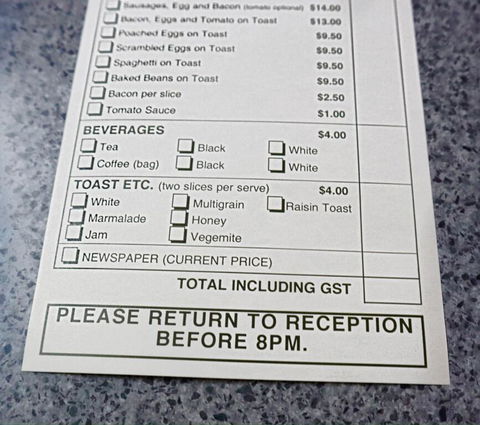 Sausages, Egg and Bacon (tomato optional) $14.00
Bacon, Eggs and Tomato on Toast $13.00
Poached Eggs on Toast $9.50
Scrambled Eggs on Toast $9.50
Spaghetti on Toast $9.50
Baked Beans on Toast $9.50
Bacon per slice $2.50
Tomato Sauce $1.00
BEVERAGES $4.00
Tea Black White
Coffee (bag) Black White
TOAST ETC. (two slices per serve) $4.00
White Multigrain Raisin Toast
Marmalade Honey
Jam Vegemite
NEWSPAPER (CURRENT PRICE)
TOTAL INCLUDING GST
PLEASE RETURN TO RECEPTION
BEFORE 8PM.